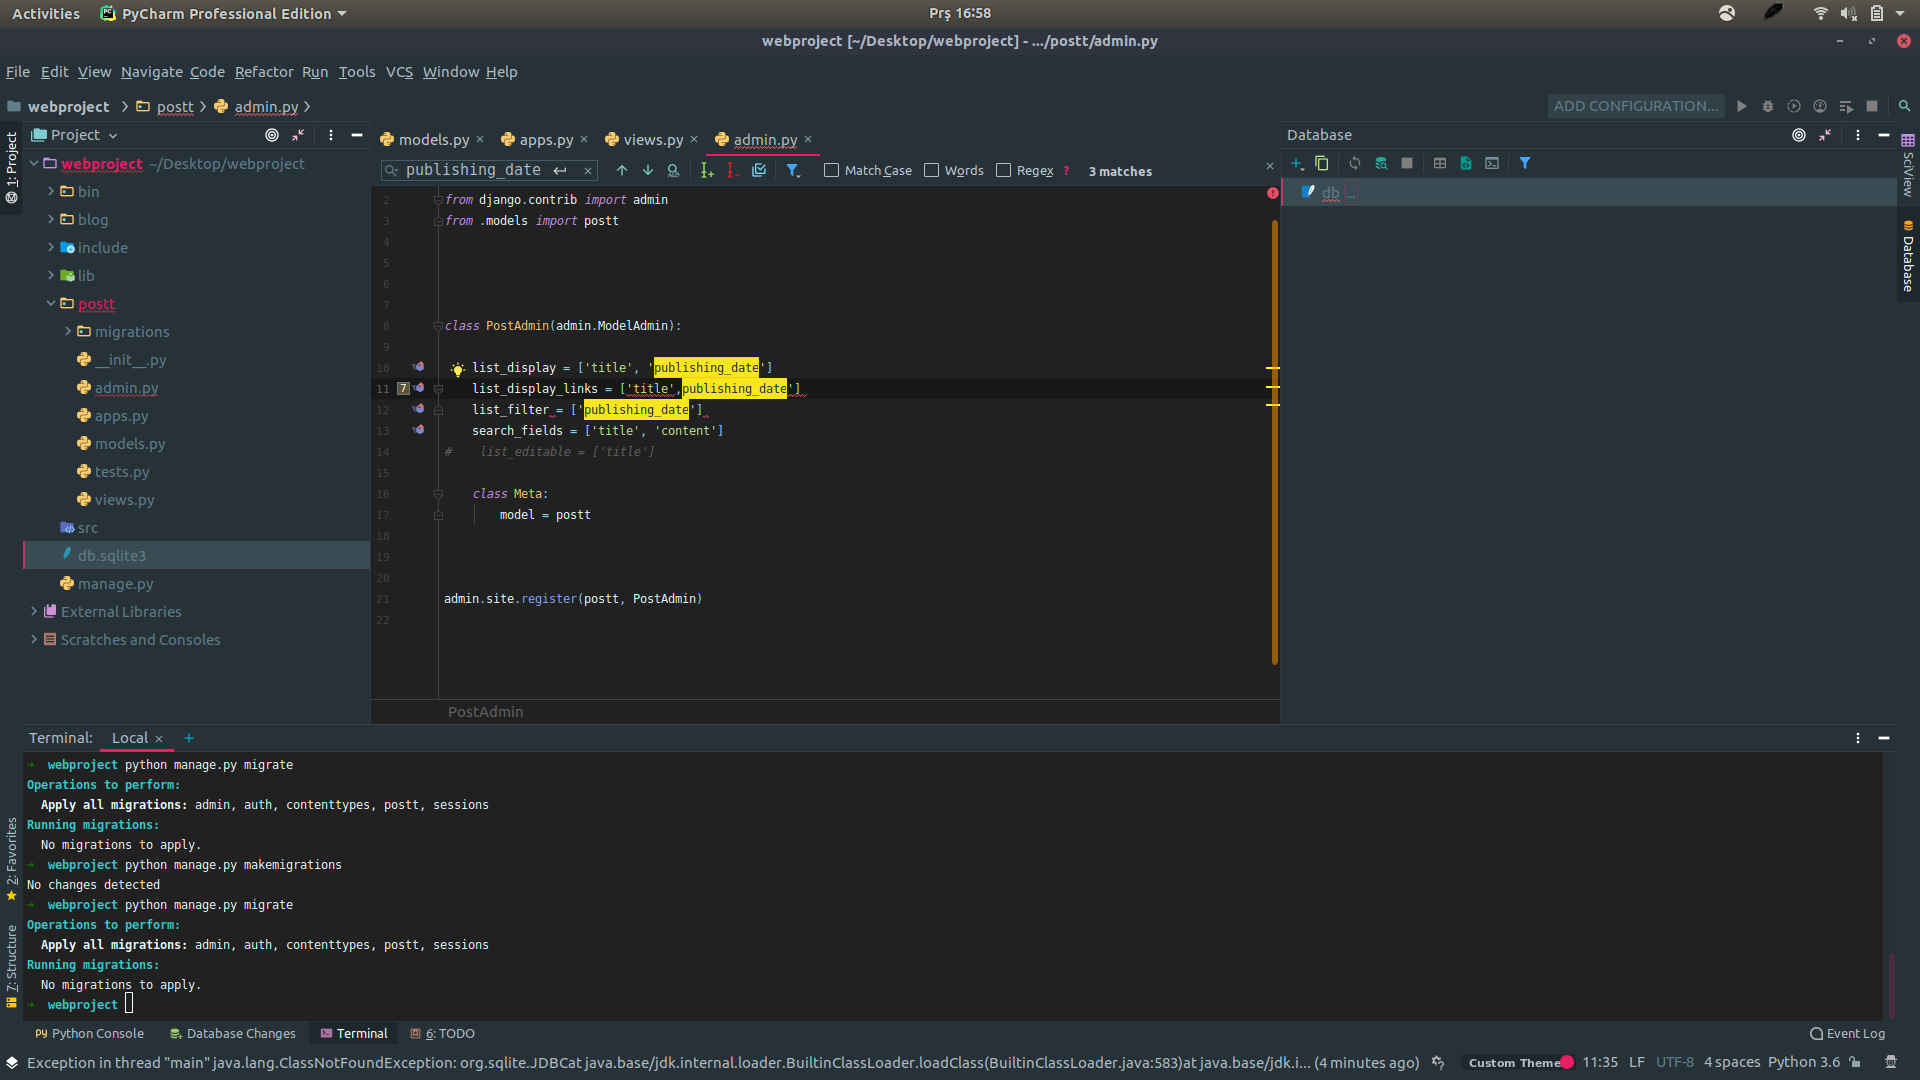 Activities PyCharm Professional Edition Prş 16:58
webproject [~/Desktop/webproject] - .../postt/admin.py
File Edit View Navigate Code Refactor Run Tools VCS Window Help
webproject postt admin.py ADD CONFIGURATION...
1: Project
Project
webproject ~/Desktop/webproject
bin
blog
include
lib
postt
migrations
__init__.py
admin.py
apps.py
models.py
tests.py
views.py
src
db.sqlite3
manage.py
External Libraries
Scratches and Consoles
models.py apps.py views.py admin.py
publishing_date Match Case Words Regex ? 3 matches
2 from django.contrib import admin
3 from .models import postt
4
5
6
7
8 class PostAdmin(admin.ModelAdmin):
9
10 list_display = ['title', 'publishing_date']
11 7 list_display_links = ['title',publishing_date']
12 list_filter = ['publishing_date']
13 search_fields = ['title', 'content']
14 # list_editable = ['title']
15
16 class Meta:
17 model = postt
18
19
20
21 admin.site.register(postt, PostAdmin)
22
PostAdmin
Database
db ...
SciView
Database
Terminal: Local
webproject python manage.py migrate
Operations to perform:
Apply all migrations: admin, auth, contenttypes, postt, sessions
Running migrations:
No migrations to apply.
webproject python manage.py makemigrations
No changes detected
webproject python manage.py migrate
Operations to perform:
Apply all migrations: admin, auth, contenttypes, postt, sessions
Running migrations:
No migrations to apply.
webproject
2: Favorites
7: Structure
Python Console Database Changes Terminal 6: TODO Event Log
Exception in thread "main" java.lang.ClassNotFoundException: org.sqlite.JDBCat java.base/jdk.internal.loader.BuiltinClassLoader.loadClass(BuiltinClassLoader.java:583)at java.base/jdk.i... (4 minutes ago) Custom Theme 11:35 LF UTF-8 4 spaces Python 3.6